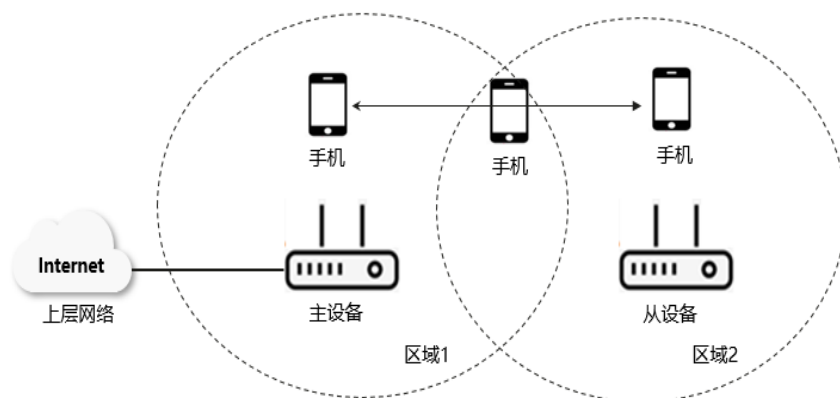 手机
手机
手机
Internet
上层网络
主设备
从设备
区域1
区域2